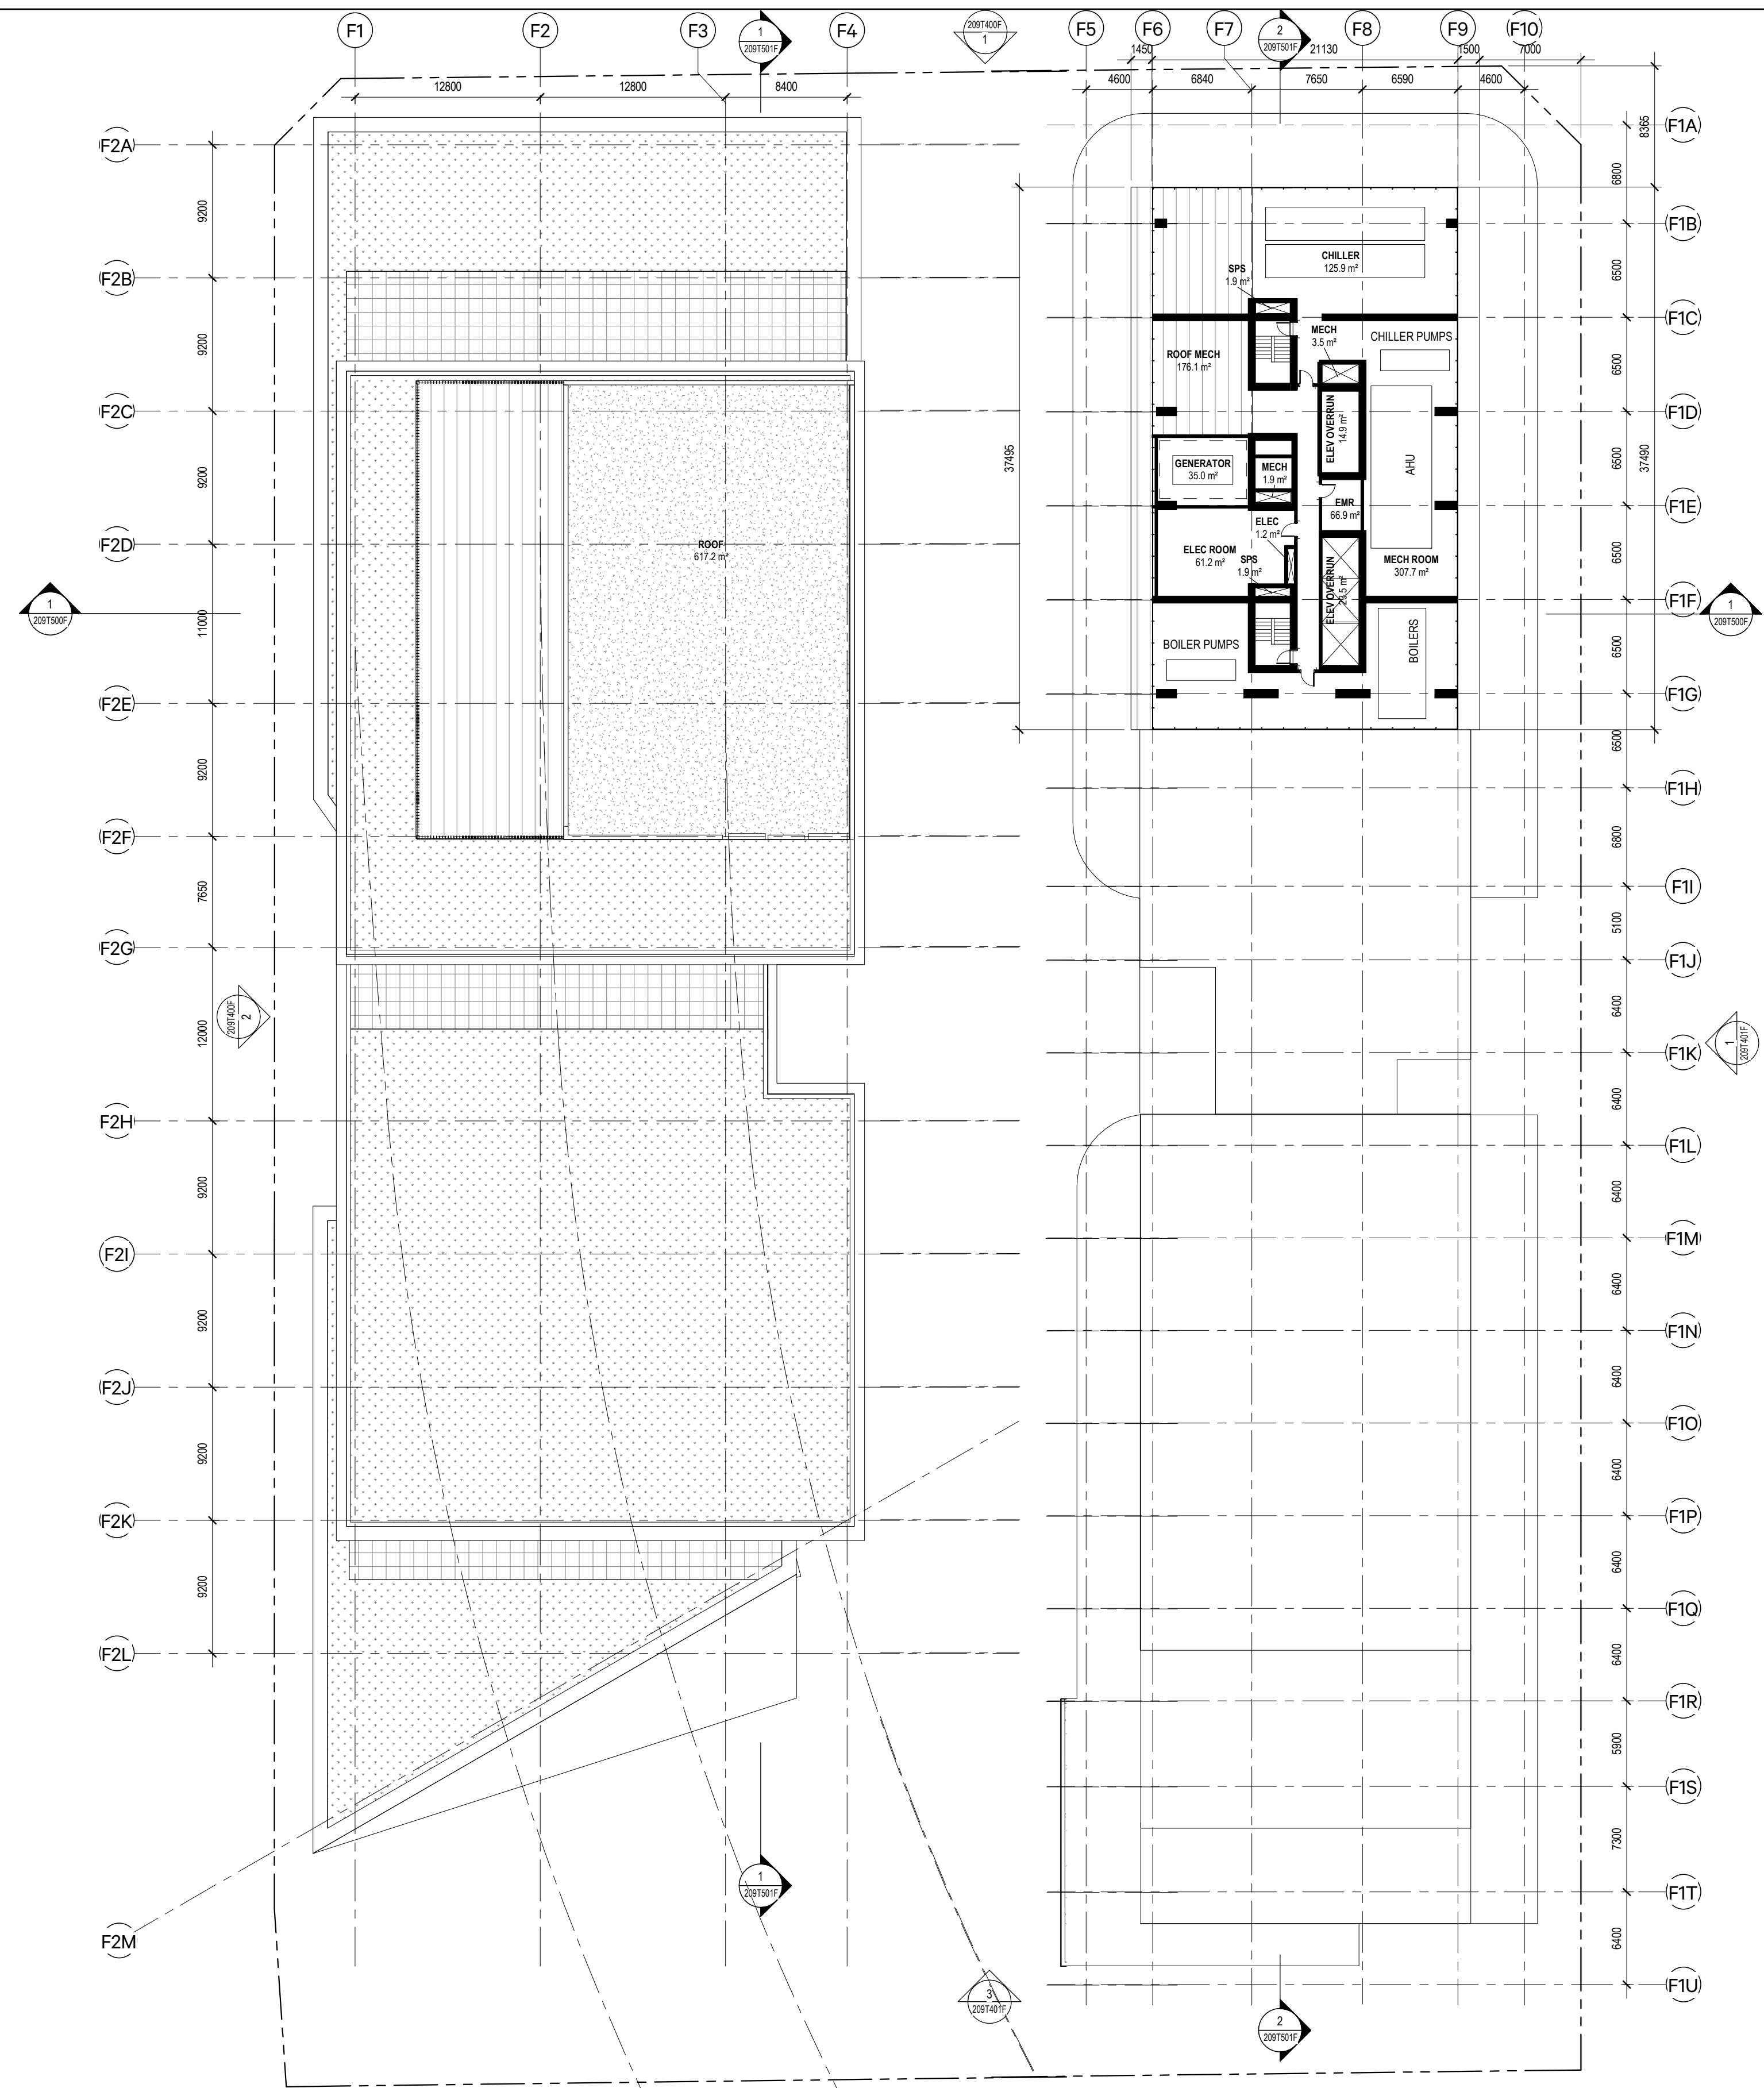 F1
F2
F3
1
209T501F
F4
209T400F
1
F5
F6
F7
2
209T501F
F8
F9
F10
1450
21130
1500
7000
12800
12800
8400
4600
6840
7650
6590
4600
F2A
9200
F2B
9200
F2C
9200
F2D
11000
F2E
9200
F2F
7650
F2G
12000
F2H
9200
F2I
9200
F2J
9200
F2K
9200
F2L
F2M
1
209T500F
209T400F
2
ROOF
617.2 m²
1
209T501F
3
209T401F
2
209T501F
37495
CHILLER
125.9 m²
SPS
1.9 m²
MECH
3.5 m²
CHILLER PUMPS
ROOF MECH
176.1 m²
ELEV OVERRUN
14.9 m²
AHU
GENERATOR
35.0 m²
MECH
1.9 m²
EMR
66.9 m²
ELEC
1.2 m²
ELEC ROOM
61.2 m²
SPS
1.9 m²
ELEV OVERRUN
MECH ROOM
307.7 m²
BOILER PUMPS
BOILERS
8365
37490
F1A
6800
F1B
6500
F1C
6500
F1D
6500
F1E
6500
F1F
6500
F1G
6500
F1H
6800
F1I
5100
F1J
6400
F1K
6400
F1L
6400
F1M
6400
F1N
6400
F1O
6400
F1P
6400
F1Q
6400
F1R
5900
F1S
7300
F1T
6400
F1U
1
209T500F
1
209T401F